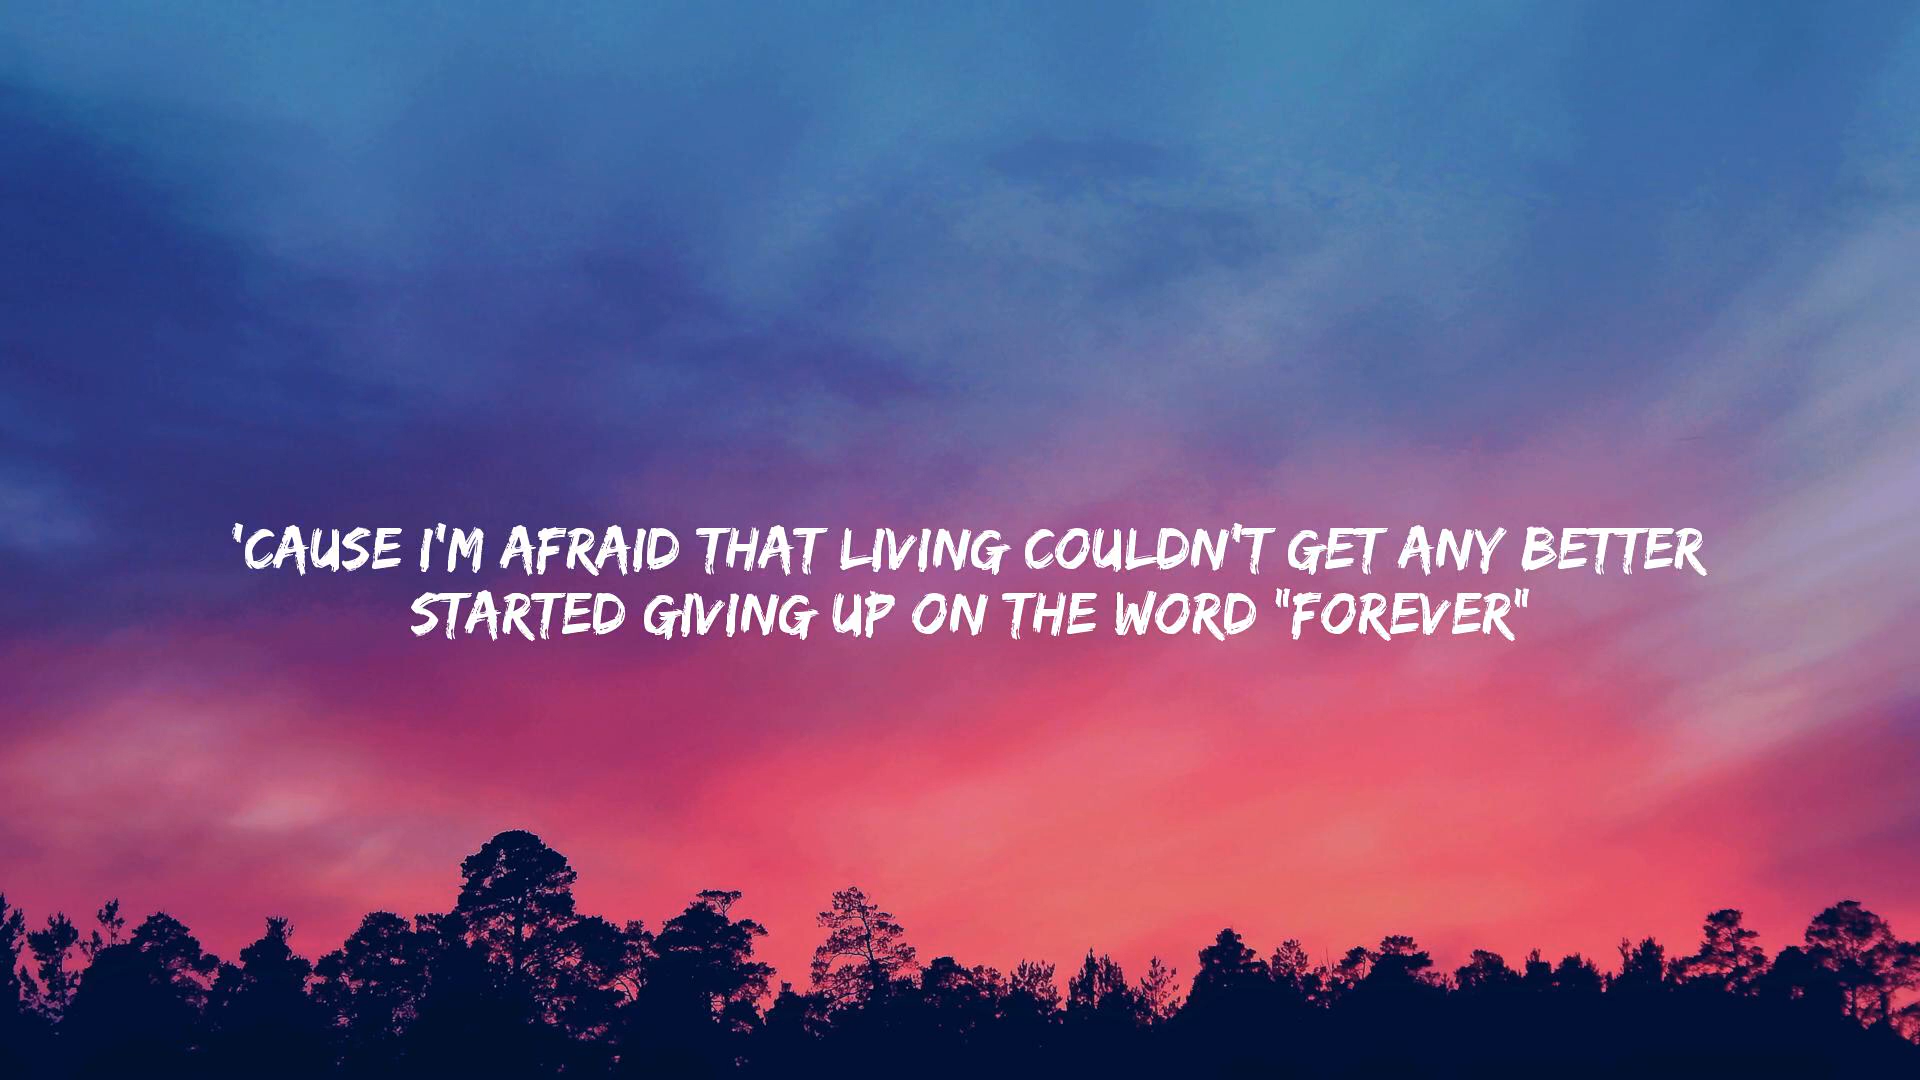 'CAUSE I'M AFRAID THAT LIVING COULDN'T GET ANY BETTER
STARTED GIVING UP ON THE WORD "FOREVER"